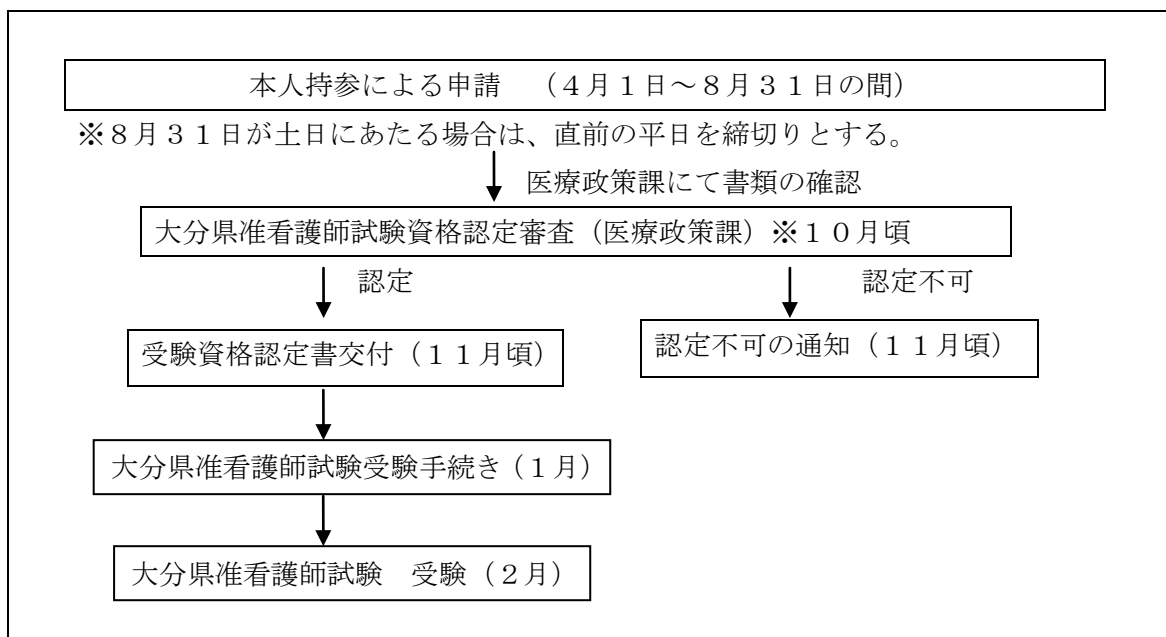 本人持参による申請　（４月１日～８月３１日の間）
※８月３１日が土日にあたる場合は、直前の平日を締切りとする。
医療政策課にて書類の確認
大分県准看護師試験資格認定審査（医療政策課）※１０月頃
認定
認定不可
受験資格認定書交付（１１月頃）
認定不可の通知（１１月頃）
大分県准看護師試験受験手続き（１月）
大分県准看護師試験　受験（２月）